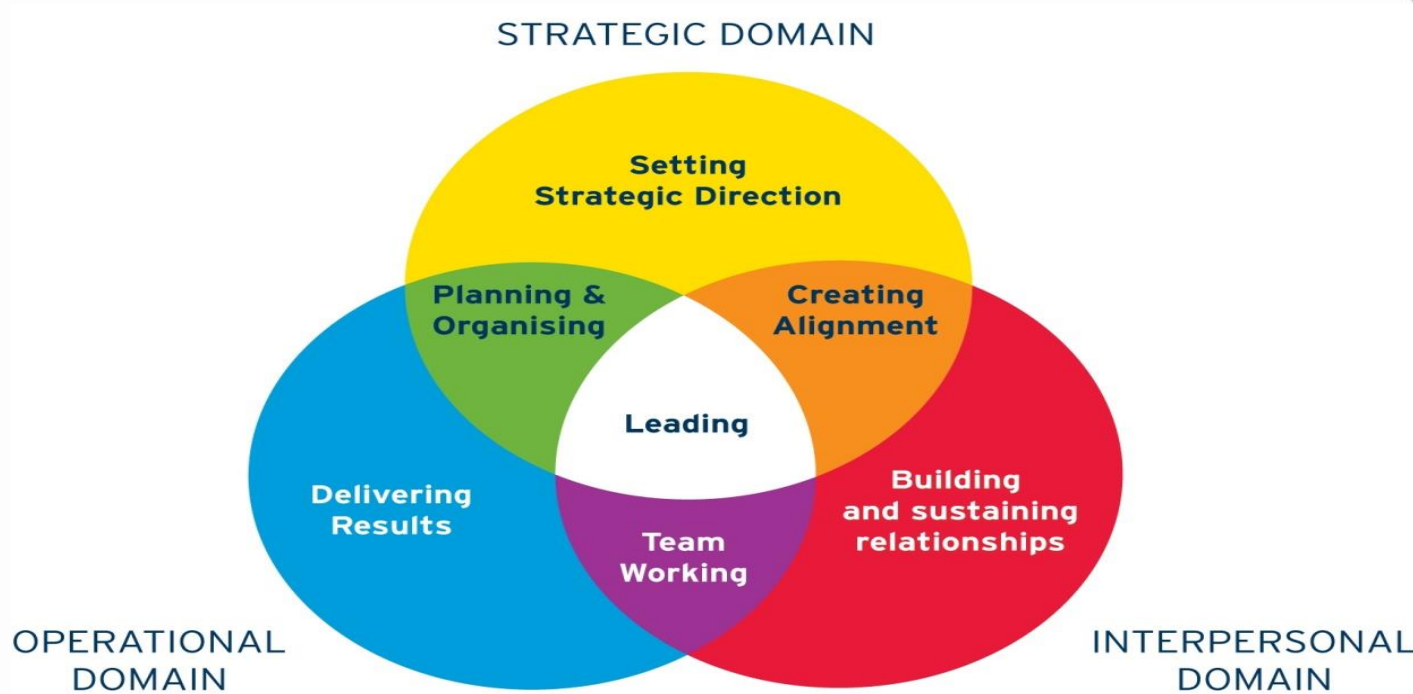 STRATEGIC DOMAIN
Setting
Strategic Direction
Planning &
Organising
Creating
Alignment
Leading
Delivering
Results
Building
and sustaining
relationships
Team
Working
OPERATIONAL
DOMAIN
INTERPERSONAL
DOMAIN